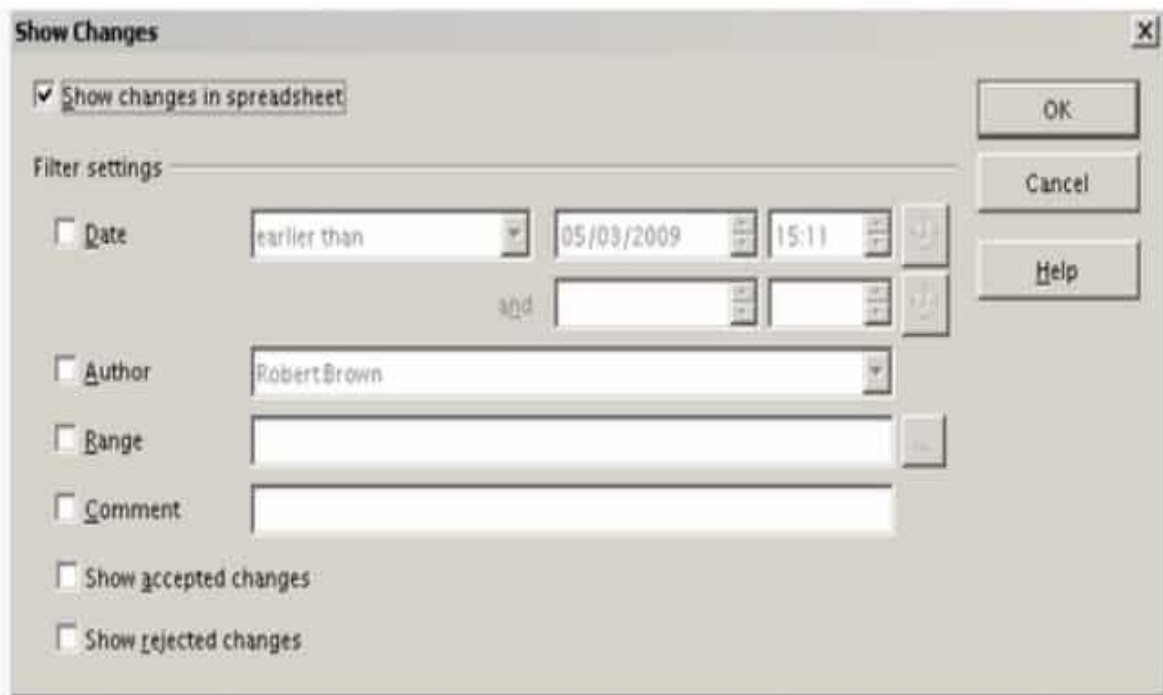 Show Changes
Show changes in spreadsheet
OK
Filter settings
Cancel
Date earlier than 05/03/2009 15:11
Help
and
Author Robert Brown
Range ...
Comment
Show accepted changes
Show rejected changes